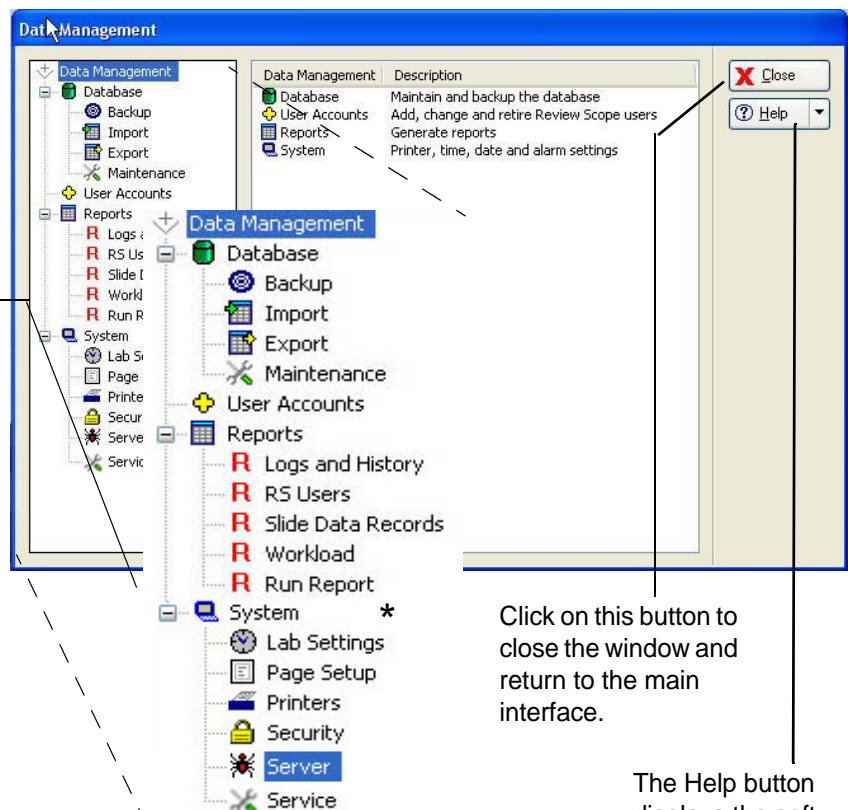 Data Management
Data Management
Database
Backup
Import
Export
Maintenance
User Accounts
Reports
Logs
RS Us
Slide
Workl
Run R
System
Lab S
Page
Printe
Secur
Serve
Servic
Data Management Description
Database Maintain and backup the database
User Accounts Add, change and retire Review Scope users
Reports Generate reports
System Printer, time, date and alarm settings
Close
Help
Data Management
Database
Backup
Import
Export
Maintenance
User Accounts
Reports
R Logs and History
R RS Users
R Slide Data Records
R Workload
R Run Report
System *
Lab Settings
Page Setup
Printers
Security
Server
Service
Click on this button to
close the window and
return to the main
interface.
The Help button
displays the soft